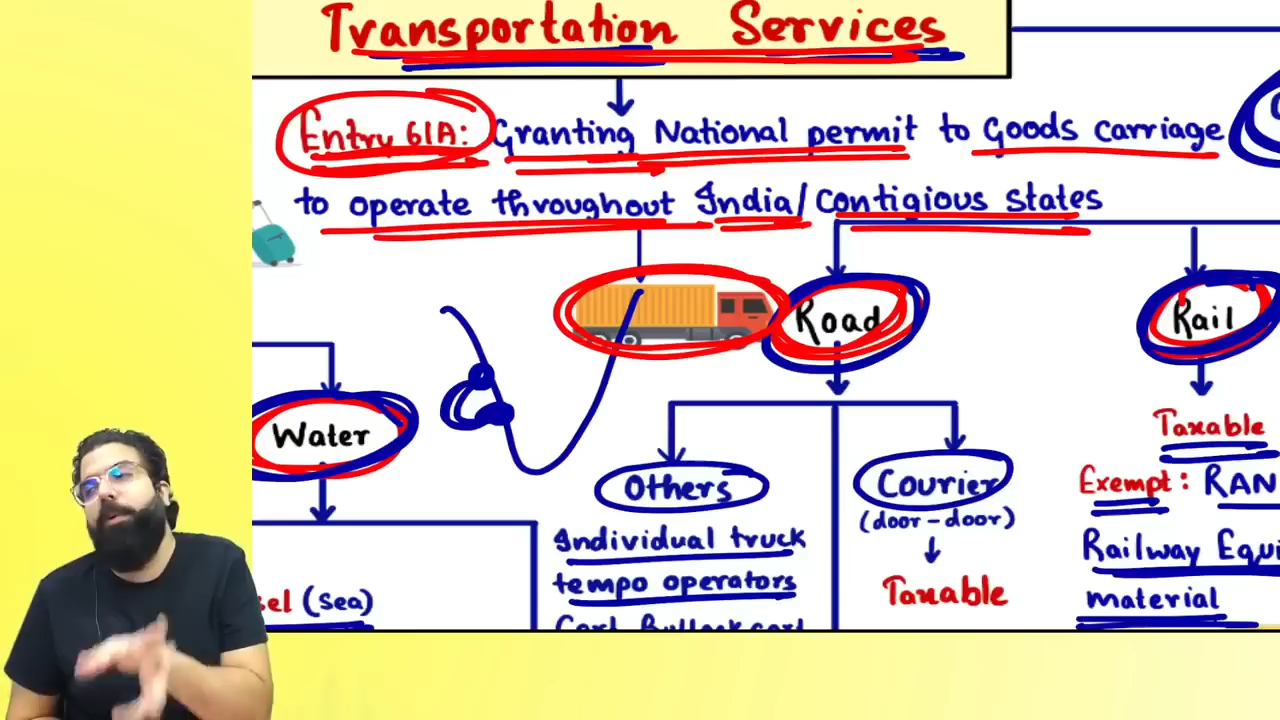 Transportation Services
Entry 61A: Granting National permit to Goods carriage
to operate throughout India/Contigious states
Road
Rail
Water
Others
Courier
(door-door)
Taxable
Individual truck
tempo operators
Taxable
Exempt: RAN
Railway Equi
material
sel (Sea)